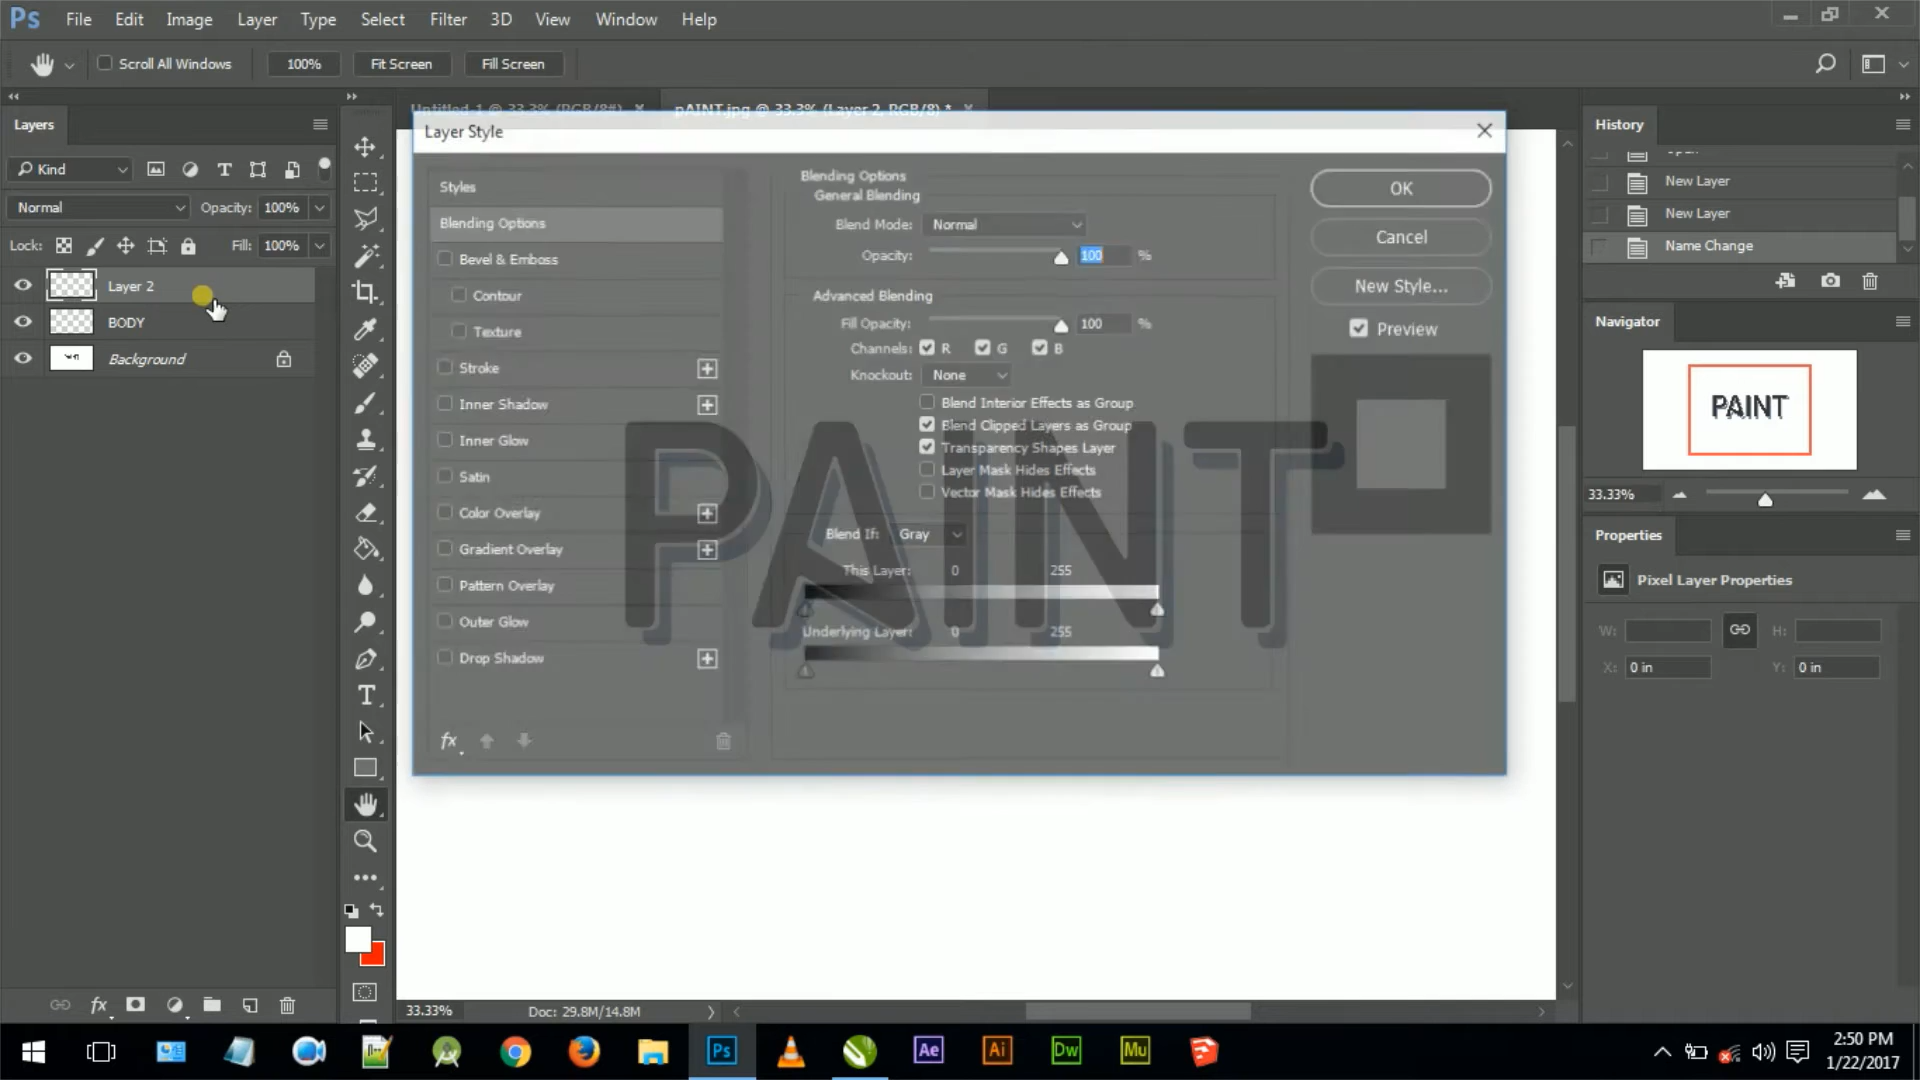 Ps File Edit Image Layer Type Select Filter 3D View Window Help
Scroll All Windows 100% Fit Screen Fill Screen
Untitled-1 @ 33.3% (RGB/8#) pAINT.jpg @ 33.3% (Layer 2, RGB/8) *
Layers
Kind
Normal Opacity: 100%
Lock: Fill: 100%
Layer 2
BODY
Background
Layer Style
Styles
Blending Options
Bevel & Emboss
Contour
Texture
Stroke
Inner Shadow
Inner Glow
Satin
Color Overlay
Gradient Overlay
Pattern Overlay
Outer Glow
Drop Shadow
fx
Blending Options
General Blending
Blend Mode: Normal
Opacity: 100 %
Advanced Blending
Fill Opacity: 100 %
Channels: R G B
Knockout: None
Blend Interior Effects as Group
Blend Clipped Layers as Group
Transparency Shapes Layer
Layer Mask Hides Effects
Vector Mask Hides Effects
Blend If: Gray
This Layer: 0 255
Underlying Layer: 0 255
OK
Cancel
New Style...
Preview
PAINT
History
New Layer
New Layer
Name Change
Navigator
PAINT
33.33%
Properties
Pixel Layer Properties
W: H:
X: 0 in Y: 0 in
fx
33.33% Doc: 29.8M/14.8M
Ps Ae Ai Dw Mu
2:50 PM
1/22/2017